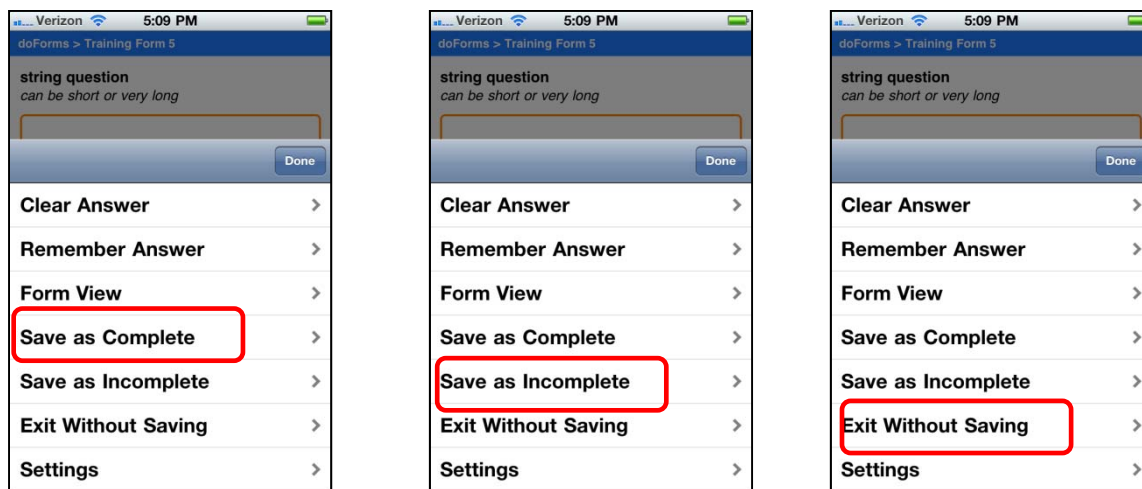 Verizon 5:09 PM
doForms > Training Form 5
string question
can be short or very long
Done
Clear Answer
Remember Answer
Form View
Save as Complete
Save as Incomplete
Exit Without Saving
Settings
Verizon 5:09 PM
doForms > Training Form 5
string question
can be short or very long
Done
Clear Answer
Remember Answer
Form View
Save as Complete
Save as Incomplete
Exit Without Saving
Settings
Verizon 5:09 PM
doForms > Training Form 5
string question
can be short or very long
Done
Clear Answer
Remember Answer
Form View
Save as Complete
Save as Incomplete
Exit Without Saving
Settings